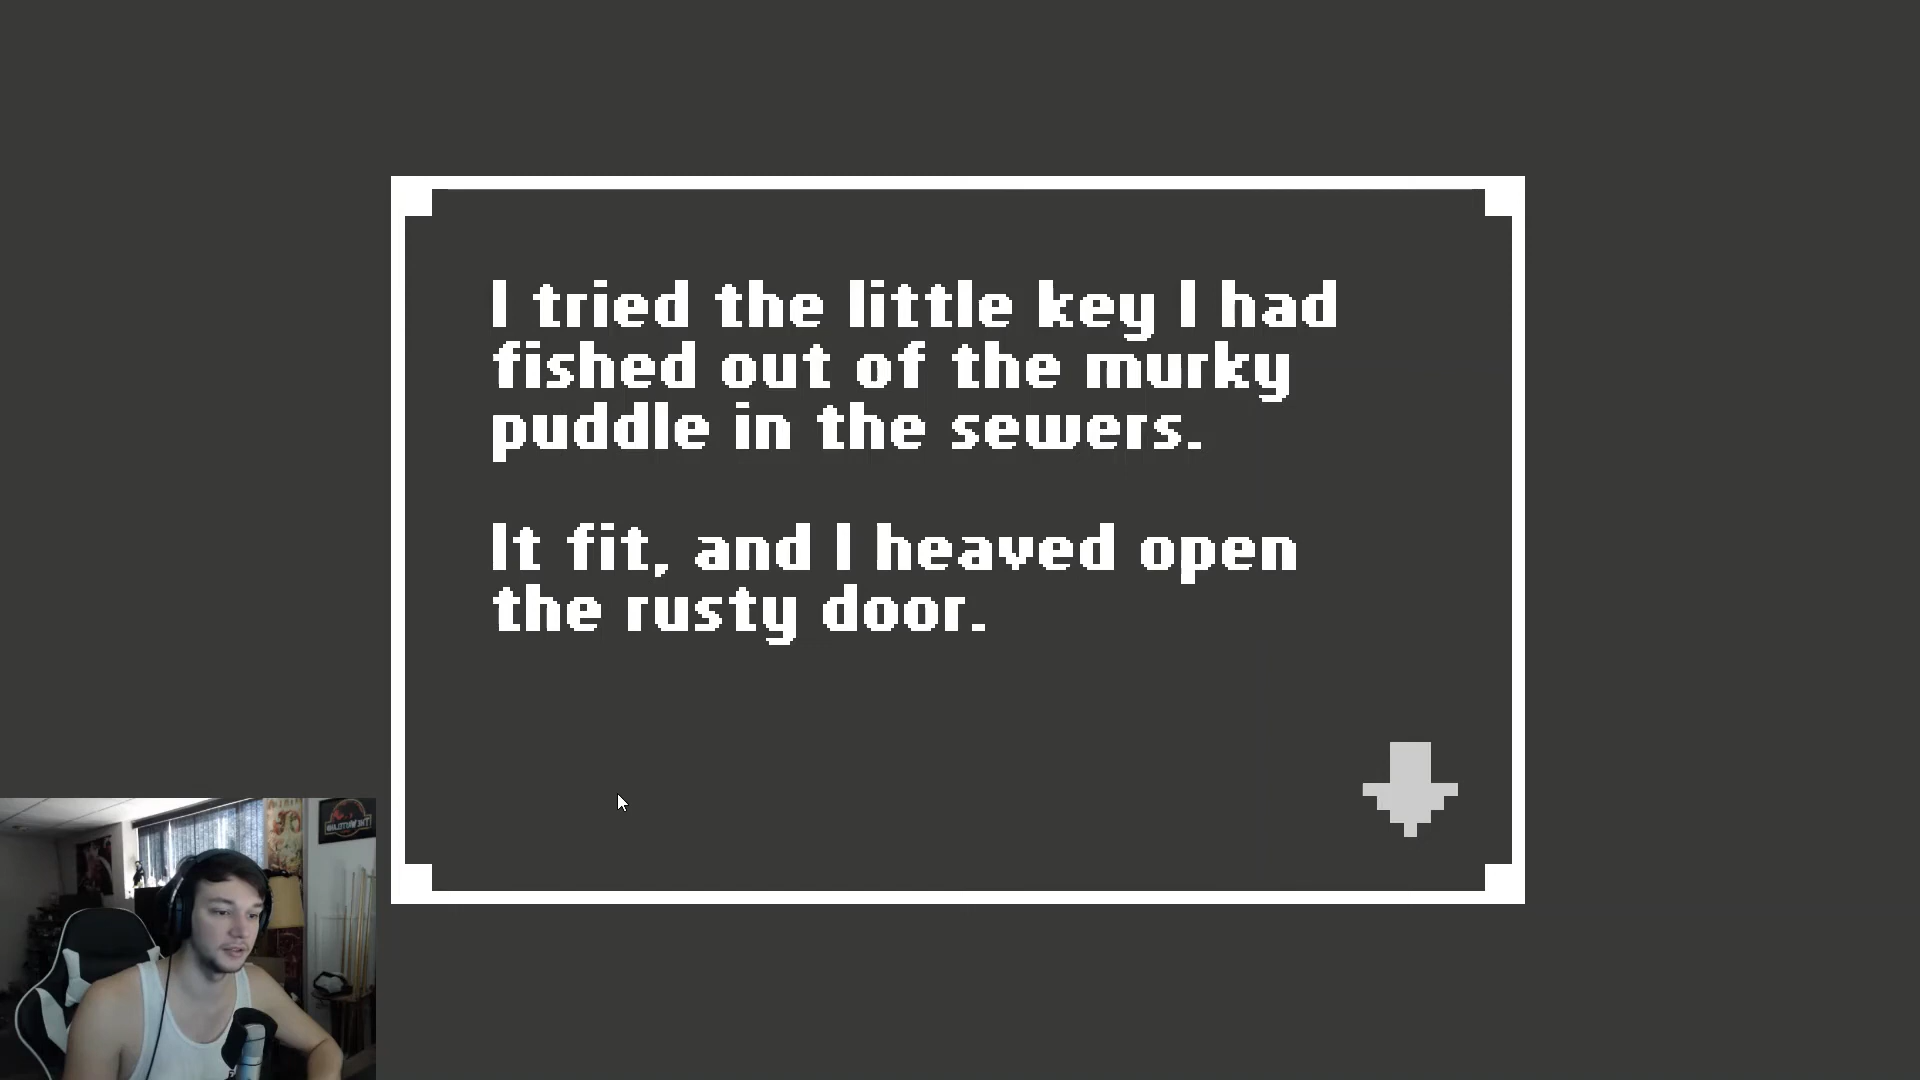 I tried the little key I had
fished out of the murky
puddle in the sewers.
It fit, and I heaved open
the rusty door.